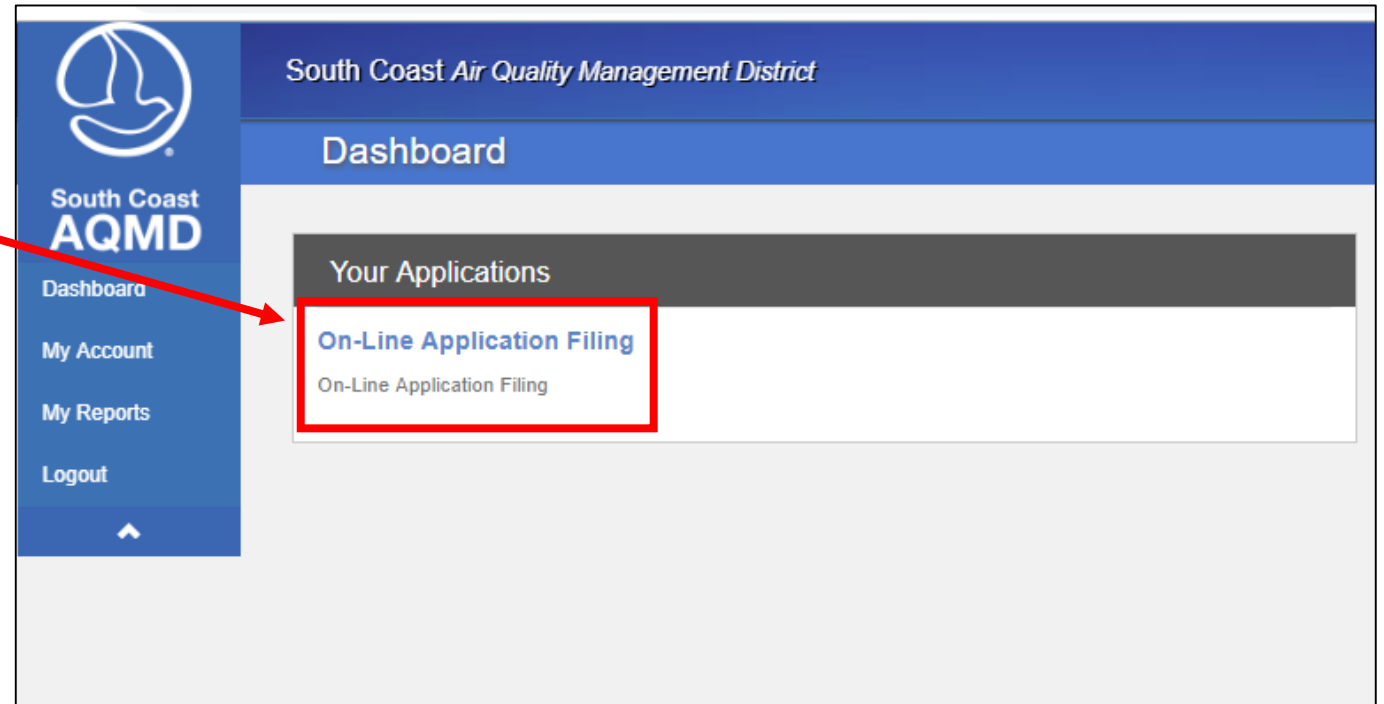 South Coast Air Quality Management District
Dashboard
South Coast
AQMD
Dashboard
My Account
My Reports
Logout
Your Applications
On-Line Application Filing
On-Line Application Filing